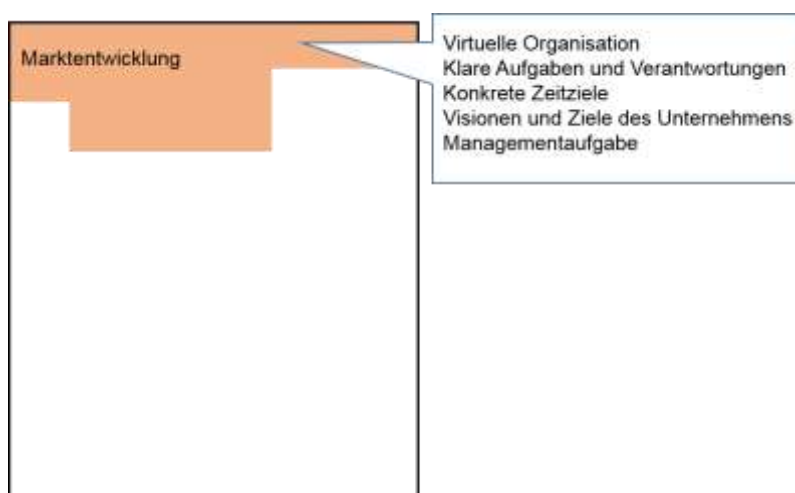 Marktentwicklung
Virtuelle Organisation
Klare Aufgaben und Verantwortungen
Konkrete Zeitziele
Visionen und Ziele des Unternehmens
Managementaufgabe